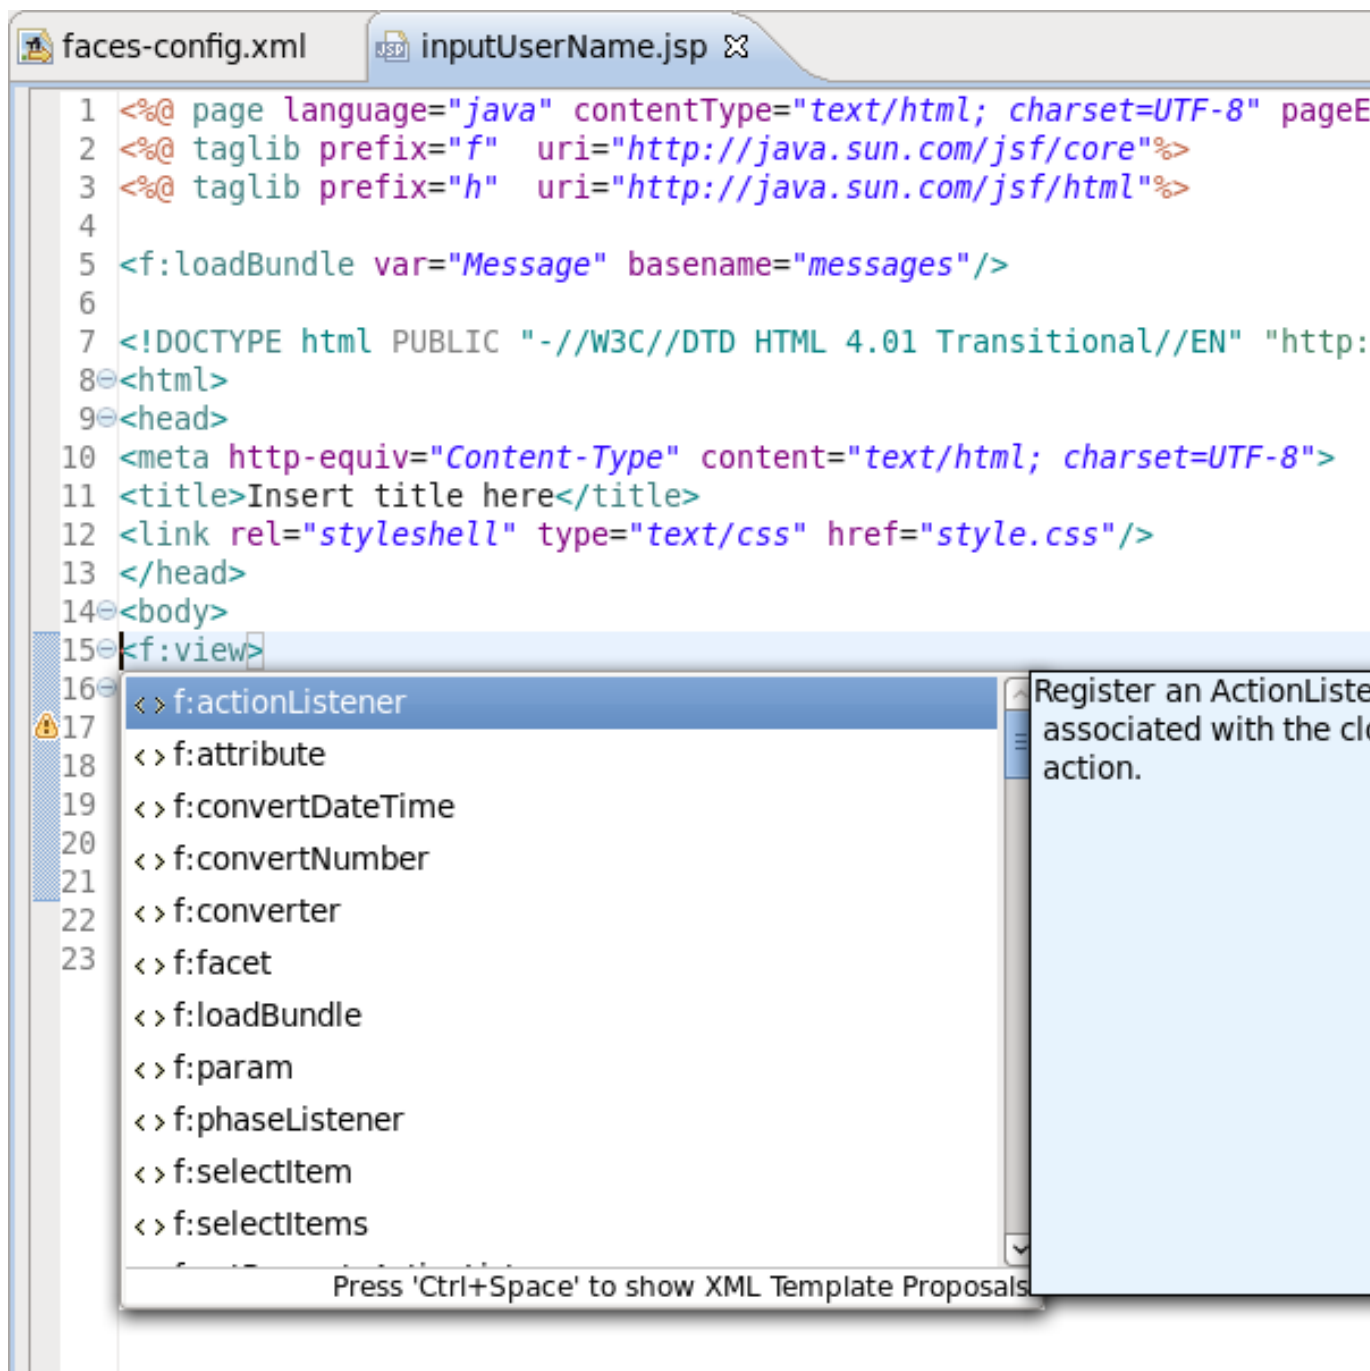 faces-config.xml inputUserName.jsp
1 <%@ page language="java" contentType="text/html; charset=UTF-8" pageE
2 <%@ taglib prefix="f"  uri="http://java.sun.com/jsf/core"%>
3 <%@ taglib prefix="h"  uri="http://java.sun.com/jsf/html"%>
4
5 <f:loadBundle var="Message" basename="messages"/>
6
7 <!DOCTYPE html PUBLIC "-//W3C//DTD HTML 4.01 Transitional//EN" "http:
8 <html>
9 <head>
10 <meta http-equiv="Content-Type" content="text/html; charset=UTF-8">
11 <title>Insert title here</title>
12 <link rel="styleshell" type="text/css" href="style.css"/>
13 </head>
14 <body>
15 <f:view>
16
17
18
19
20
21
22
23
<> f:actionListener
<> f:attribute
<> f:convertDateTime
<> f:convertNumber
<> f:converter
<> f:facet
<> f:loadBundle
<> f:param
<> f:phaseListener
<> f:selectItem
<> f:selectItems
Press 'Ctrl+Space' to show XML Template Proposals
Register an ActionListe
associated with the clo
action.